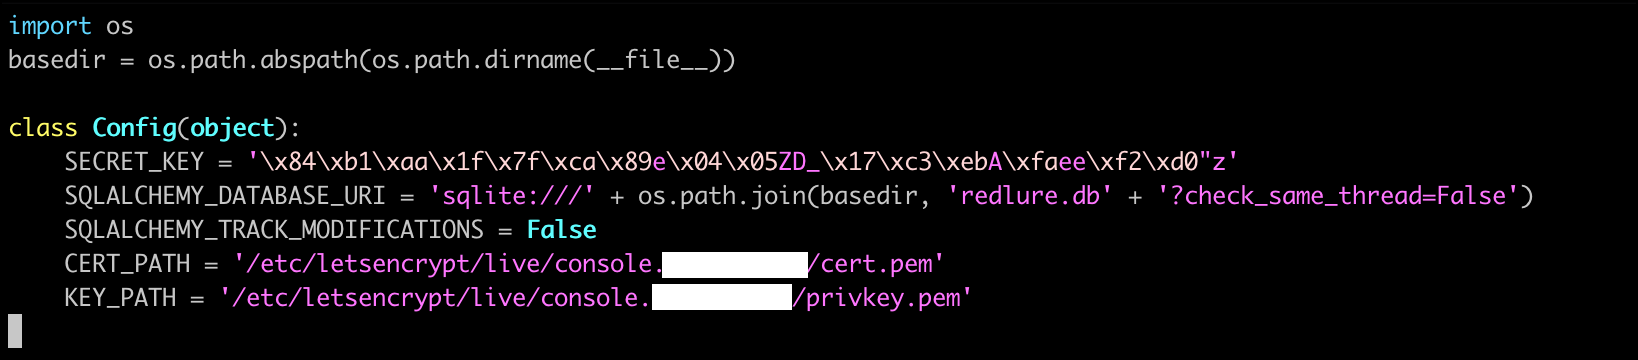 import os
basedir = os.path.abspath(os.path.dirname(__file__))
class Config(object):
    SECRET_KEY = '\x84\xb1\xaa\x1f\x7f\xca\x89e\x04\x05ZD_\x17\xc3\xebA\xfaee\xf2\xd0"z'
    SQLALCHEMY_DATABASE_URI = 'sqlite:///' + os.path.join(basedir, 'redlure.db' + '?check_same_thread=False')
    SQLALCHEMY_TRACK_MODIFICATIONS = False
    CERT_PATH = '/etc/letsencrypt/live/console. /cert.pem'
    KEY_PATH = '/etc/letsencrypt/live/console. /privkey.pem'